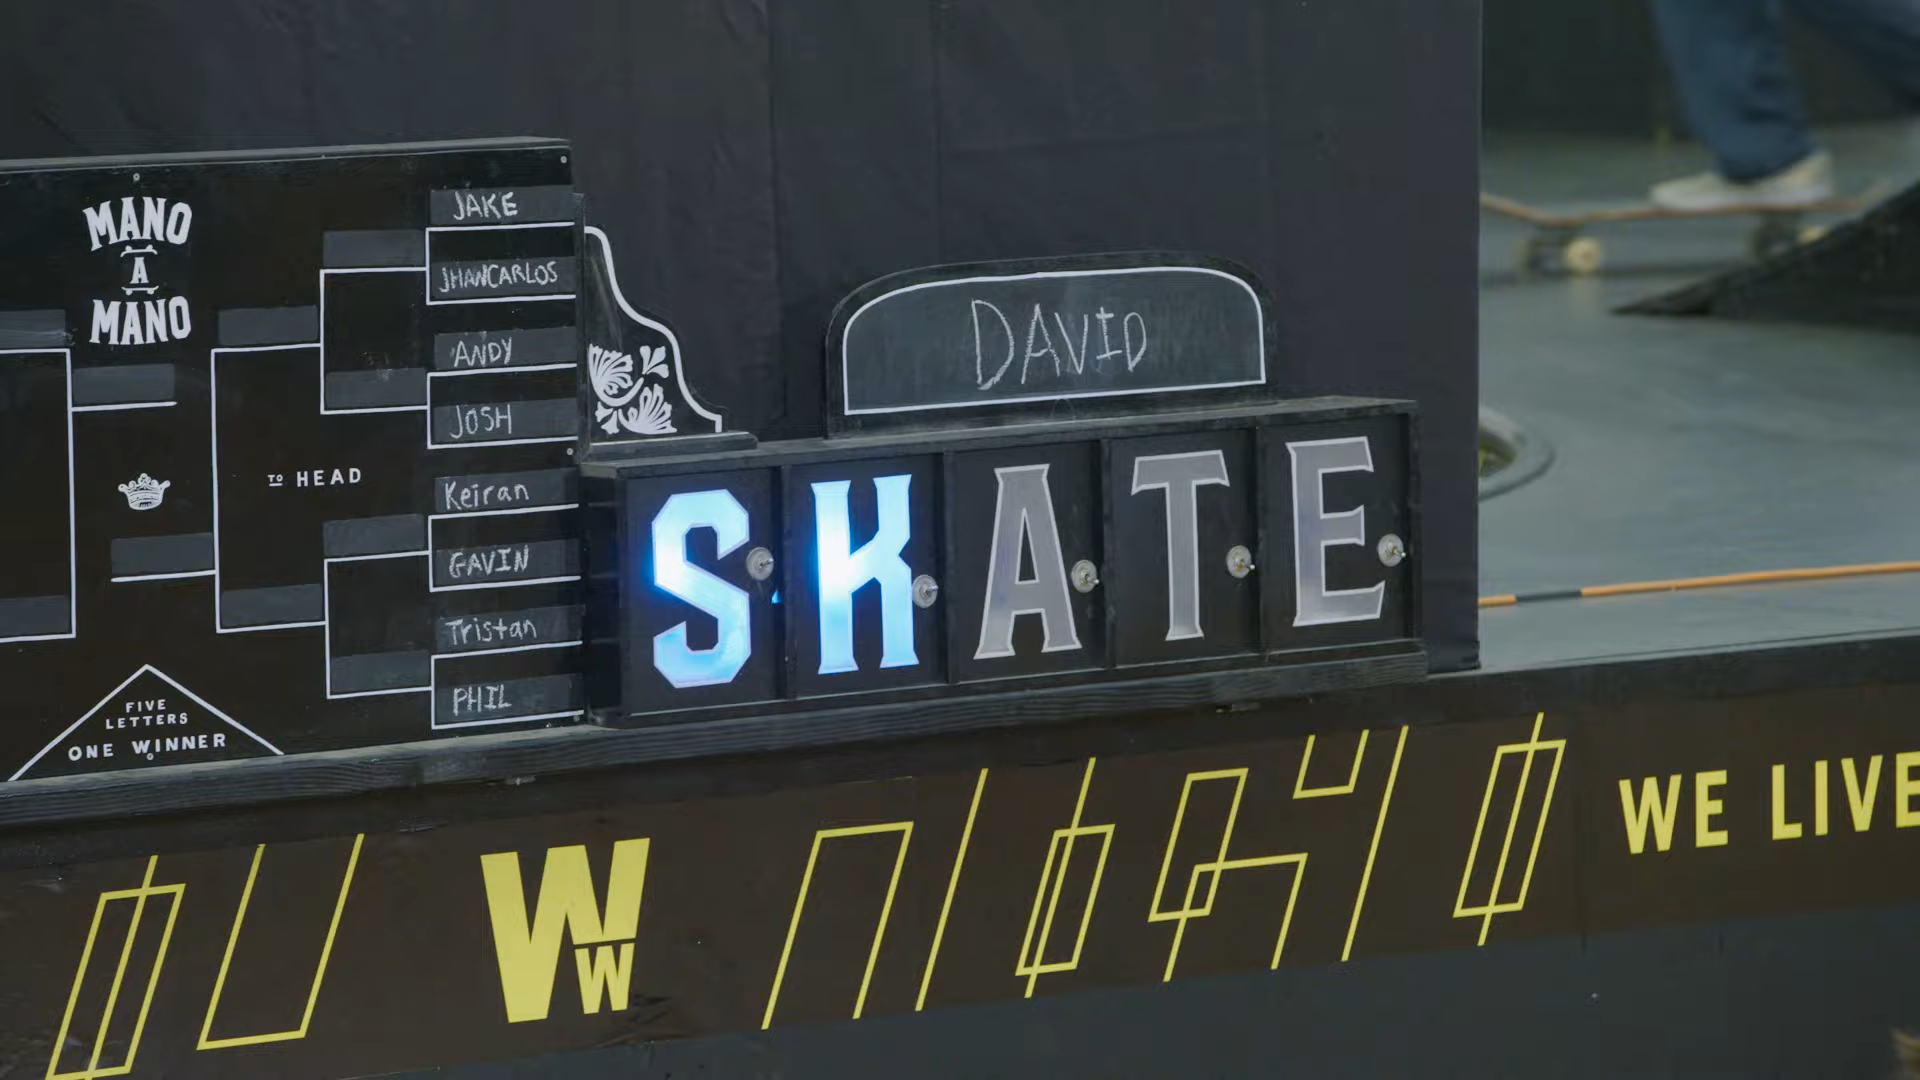 MANO
A
MANO
TO HEAD
FIVE
LETTERS
ONE WINNER
JAKE
JHANCARLOS
ANDY
JOSH
Keiran
GAVIN
Tristan
PHIL
DAVID
SKATE
W
W
WE LIVE